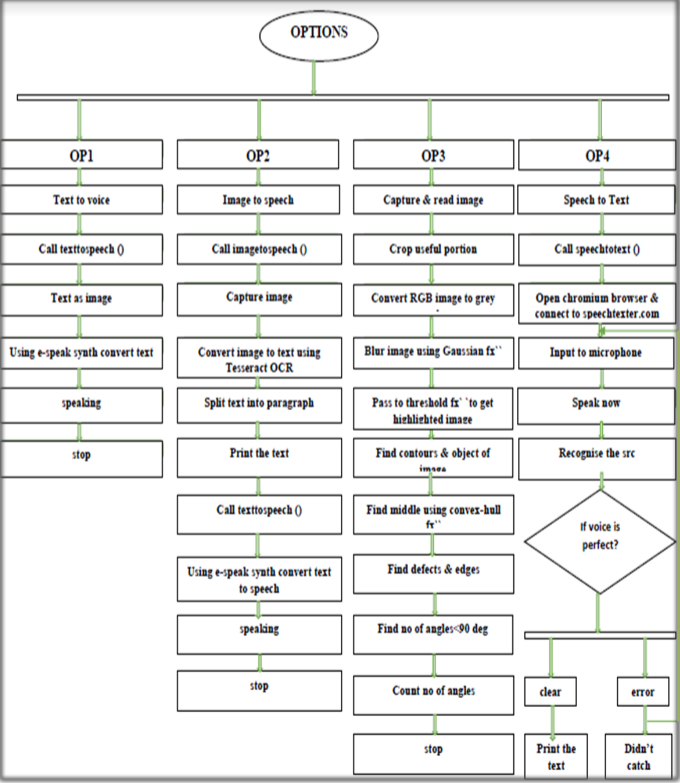 OPTIONS
OP1
Text to voice
Call texttospeech ()
Text as image
Using e-speak synth convert text
speaking
stop
OP2
Image to speech
Call imagetospeech ()
Capture image
Convert image to text using
Tesseract OCR
Split text into paragraph
Print the text
Call texttospeech ()
Using e-speak synth convert text
to speech
speaking
stop
OP3
Capture & read image
Crop useful portion
Convert RGB image to grey
Blur image using Gaussian fx``
Pass to threshold fx``to get
highlighted image
Find contours & object of
image
Find middle using convex-hull
fx``
Find defects & edges
Find no of angles<90 deg
Count no of angles
stop
OP4
Speech to Text
Call speechtotext ()
Open chromium browser &
connect to speechtexter.com
Input to microphone
Speak now
Recognise the src
If voice is
perfect?
clear
Print the
text
error
Didn't
catch